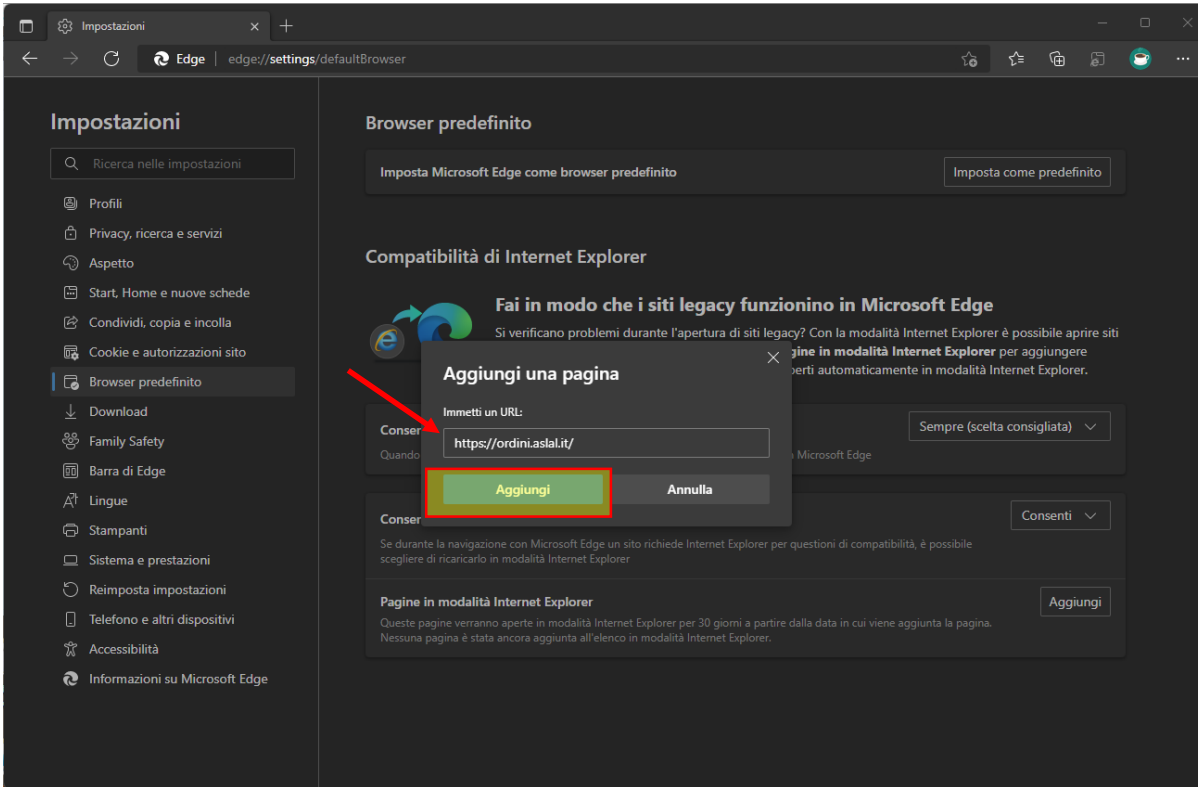 Impostazioni
Edge edge://settings/defaultBrowser
Impostazioni
Ricerca nelle impostazioni
Profili
Privacy, ricerca e servizi
Aspetto
Start, Home e nuove schede
Condividi, copia e incolla
Cookie e autorizzazioni sito
Browser predefinito
Download
Family Safety
Barra di Edge
Lingue
Stampanti
Sistema e prestazioni
Reimposta impostazioni
Telefono e altri dispositivi
Accessibilità
Informazioni su Microsoft Edge
Browser predefinito
Imposta Microsoft Edge come browser predefinito
Imposta come predefinito
Compatibilità di Internet Explorer
Fai in modo che i siti legacy funzionino in Microsoft Edge
Si verificano problemi durante l'apertura di siti legacy? Con la modalità Internet Explorer è possibile aprire siti
in modalità Internet Explorer per aggiungere
automaticamente in modalità Internet Explorer.
Aggiungi una pagina
Immetti un URL:
https://ordini.aslal.it/
Aggiungi
Annulla
Sempre (scelta consigliata)
Quando
Microsoft Edge
Consenti
Se durante la navigazione con Microsoft Edge un sito richiede Internet Explorer per questioni di compatibilità, è possibile
scegliere di ricaricarlo in modalità Internet Explorer
Pagine in modalità Internet Explorer
Aggiungi
Queste pagine verranno aperte in modalità Internet Explorer per 30 giorni a partire dalla data in cui viene aggiunta la pagina.
Nessuna pagina è stata ancora aggiunta all'elenco in modalità Internet Explorer.